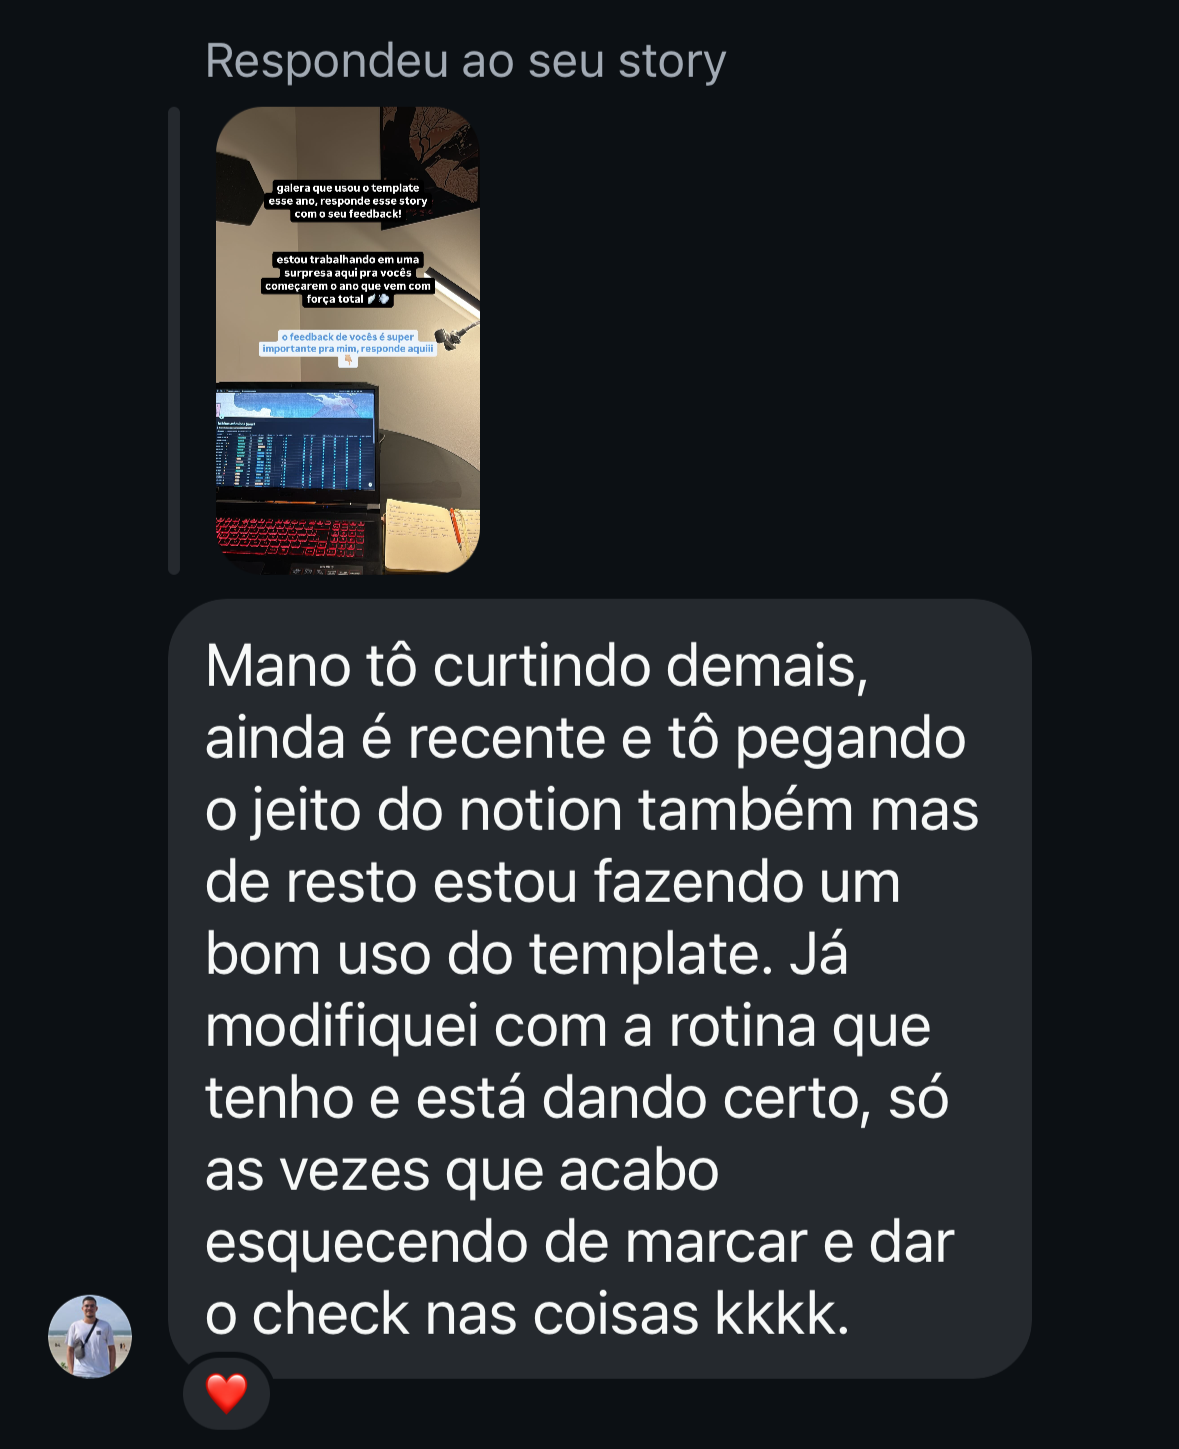 Respondeu ao seu story
galera que usou o template
esse ano, responde esse story
com o seu feedback!
estou trabalhando em uma
surpresa aqui pra vocês
começarem o ano que vem com
força total
o feedback de vocês é super
importante pra mim, responde aquiii
Mano tô curtindo demais,
ainda é recente e tô pegando
o jeito do notion também mas
de resto estou fazendo um
bom uso do template. Já
modifiquei com a rotina que
tenho e está dando certo, só
as vezes que acabo
esquecendo de marcar e dar
o check nas coisas kkkk.